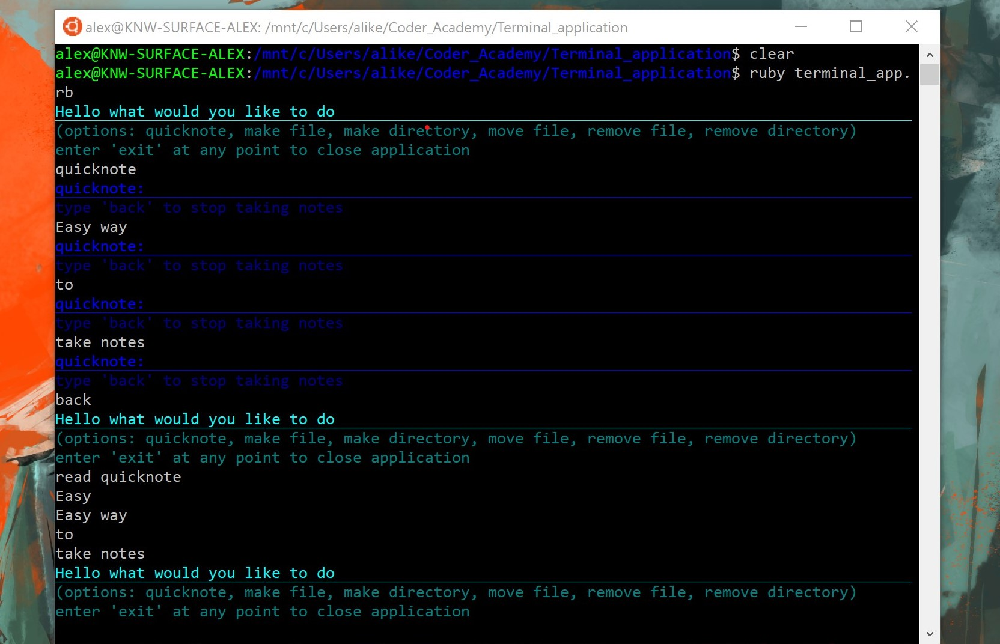 alex@KNW-SURFACE-ALEX: /mnt/c/Users/alike/Coder_Academy/Terminal_application
alex@KNW-SURFACE-ALEX:/mnt/c/Users/alike/Coder_Academy/Terminal_application$ clear
alex@KNW-SURFACE-ALEX:/mnt/c/Users/alike/Coder_Academy/Terminal_application$ ruby terminal_app.
rb
Hello what would you like to do
(options: quicknote, make file, make directory, move file, remove file, remove directory)
enter 'exit' at any point to close application
quicknote
quicknote:
type 'back' to stop taking notes
Easy way
quicknote:
type 'back' to stop taking notes
to
quicknote:
type 'back' to stop taking notes
take notes
quicknote:
type 'back' to stop taking notes
back
Hello what would you like to do
(options: quicknote, make file, make directory, move file, remove file, remove directory)
enter 'exit' at any point to close application
read quicknote
Easy
Easy way
to
take notes
Hello what would you like to do
(options: quicknote, make file, make directory, move file, remove file, remove directory)
enter 'exit' at any point to close application